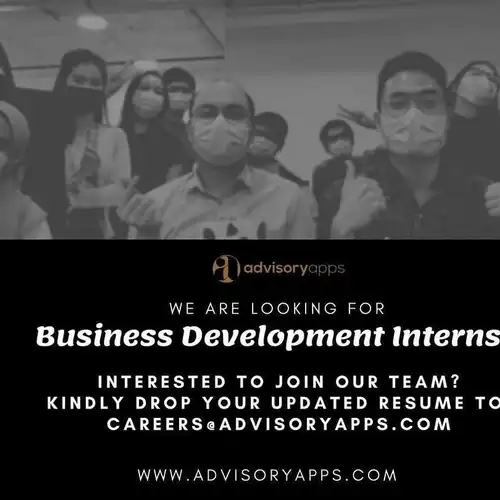 advisoryapps
WE ARE LOOKING FOR
Business Development Interns
INTERESTED TO JOIN OUR TEAM?
KINDLY DROP YOUR UPDATED RESUME TO
CAREERS@ADVISORYAPPS.COM
WWW.ADVISORYAPPS.COM